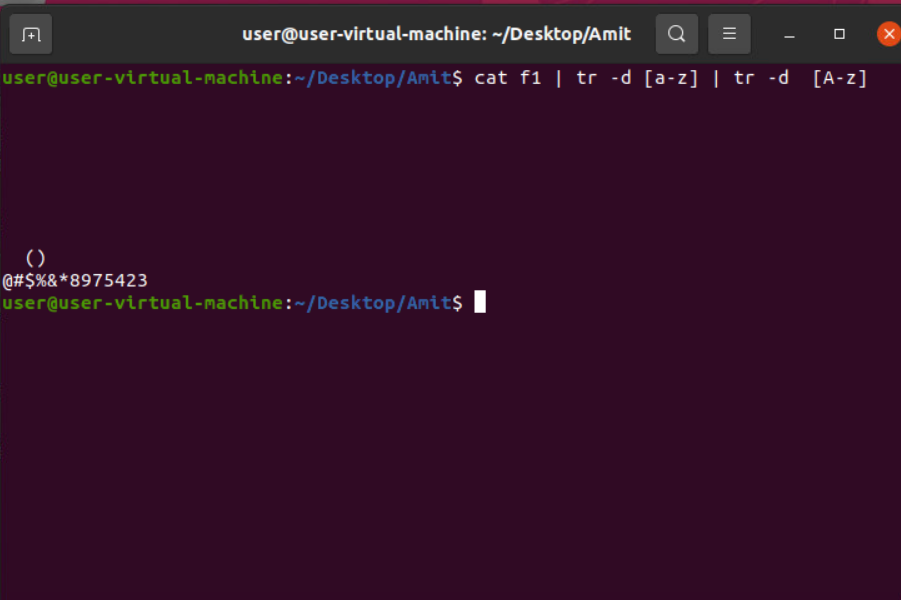 user@user-virtual-machine: ~/Desktop/Amit
user@user-virtual-machine:~/Desktop/Amit$ cat f1 | tr -d [a-z] | tr -d  [A-z]
  ()
@#$%&*8975423
user@user-virtual-machine:~/Desktop/Amit$